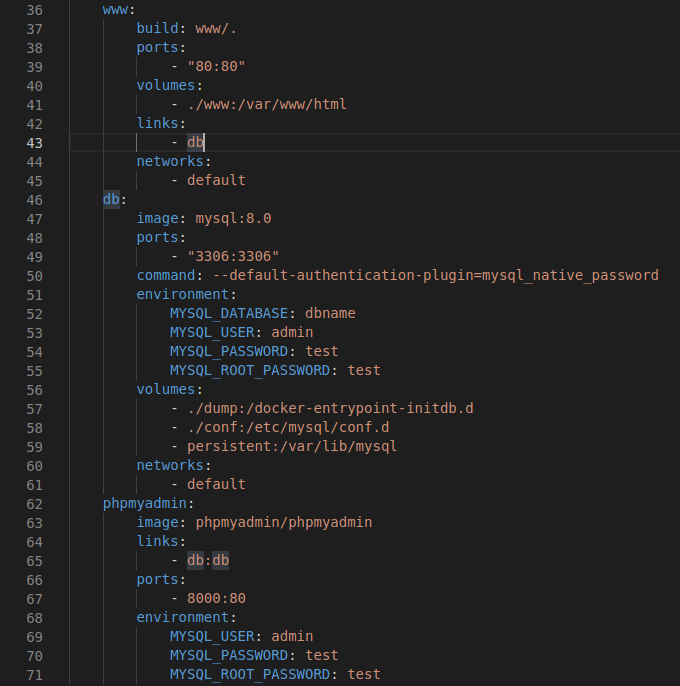 36 www:
37 build: www/.
38 ports:
39 - "80:80"
40 volumes:
41 - ./www:/var/www/html
42 links:
43 - db
44 networks:
45 - default
46 db:
47 image: mysql:8.0
48 ports:
49 - "3306:3306"
50 command: --default-authentication-plugin=mysql_native_password
51 environment:
52 MYSQL_DATABASE: dbname
53 MYSQL_USER: admin
54 MYSQL_PASSWORD: test
55 MYSQL_ROOT_PASSWORD: test
56 volumes:
57 - ./dump:/docker-entrypoint-initdb.d
58 - ./conf:/etc/mysql/conf.d
59 - persistent:/var/lib/mysql
60 networks:
61 - default
62 phpmyadmin:
63 image: phpmyadmin/phpmyadmin
64 links:
65 - db:db
66 ports:
67 - 8000:80
68 environment:
69 MYSQL_USER: admin
70 MYSQL_PASSWORD: test
71 MYSQL_ROOT_PASSWORD: test